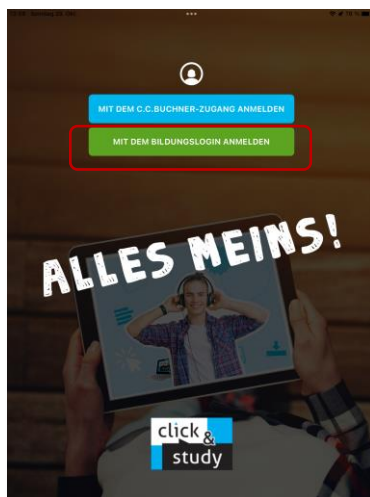 MIT DEM C.C.BUCHNER-ZUGANG ANMELDEN
MIT DEM BILDUNGSLOGIN ANMELDEN
ALLES MEINS!
click &
study